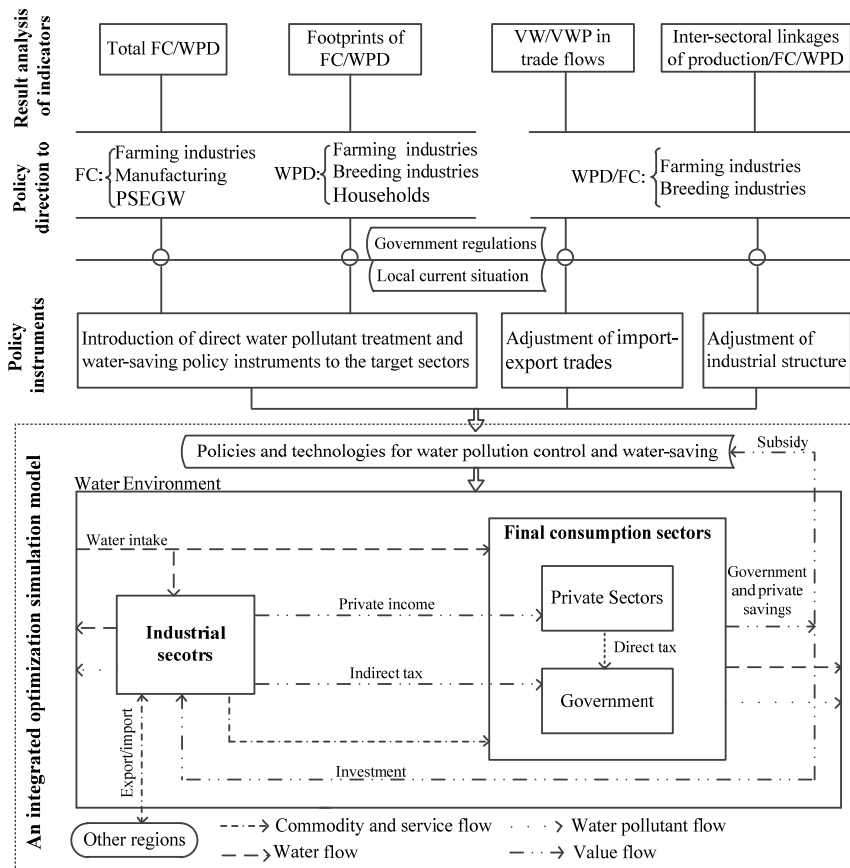 Result analysis
of indicators
Total FC/WPD
Footprints of
FC/WPD
VW/VWP in
trade flows
Inter-sectoral linkages
of production/FC/WPD
Policy
direction to
FC:
Farming industries
Manufacturing
PSEGW
WPD:
Farming industries
Breeding industries
Households
WPD/FC:
Farming industries
Breeding industries
Government regulations
Local current situation
Policy
instruments
Introduction of direct water pollutant treatment and
water-saving policy instruments to the target sectors
Adjustment of import-
export trades
Adjustment of
industrial structure
An integrated optimization simulation model
Policies and technologies for water pollution control and water-saving
Subsidy
Water Environment
Water intake
Final consumption sectors
Private Sectors
Direct tax
Government
Government
and private
savings
Industrial
secotrs
Private income
Indirect tax
Investment
Export/import
Other regions
Commodity and service flow
Water pollutant flow
Water flow
Value flow